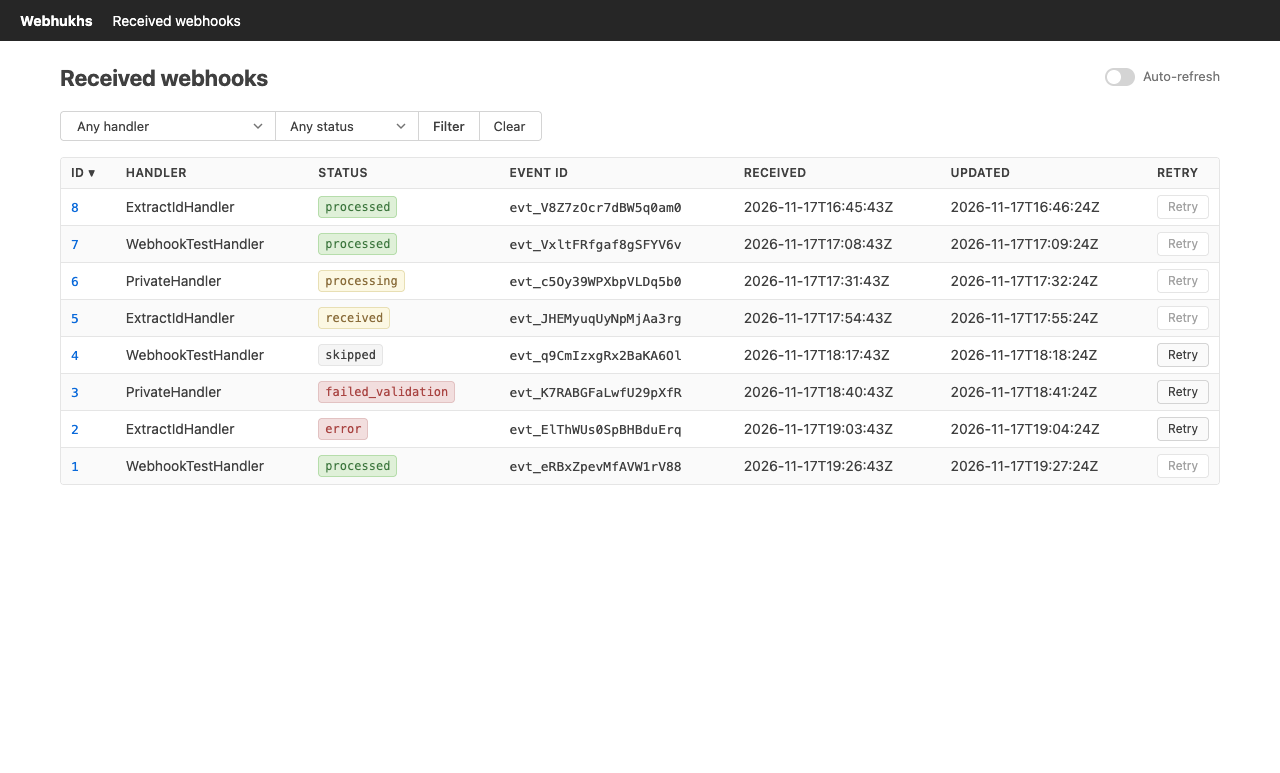 Webhukhs Received webhooks
Received webhooks
Auto-refresh
Any handler Any status Filter Clear
ID ▼ HANDLER STATUS EVENT ID RECEIVED UPDATED RETRY
8 ExtractIdHandler processed evt_V8Z7zOcr7dBW5q0am0 2026-11-17T16:45:43Z 2026-11-17T16:46:24Z Retry
7 WebhookTestHandler processed evt_VxltFRfgaf8gSFYV6v 2026-11-17T17:08:43Z 2026-11-17T17:09:24Z Retry
6 PrivateHandler processing evt_c5Oy39WPXbpVLDq5b0 2026-11-17T17:31:43Z 2026-11-17T17:32:24Z Retry
5 ExtractIdHandler received evt_JHEMyuqUyNpMjAa3rg 2026-11-17T17:54:43Z 2026-11-17T17:55:24Z Retry
4 WebhookTestHandler skipped evt_q9CmIzxgRx2BaKA6Ol 2026-11-17T18:17:43Z 2026-11-17T18:18:24Z Retry
3 PrivateHandler failed_validation evt_K7RABGFaLwfU29pXfR 2026-11-17T18:40:43Z 2026-11-17T18:41:24Z Retry
2 ExtractIdHandler error evt_ElThWUs0SpBHBduErq 2026-11-17T19:03:43Z 2026-11-17T19:04:24Z Retry
1 WebhookTestHandler processed evt_eRBxZpevMfAVW1rV88 2026-11-17T19:26:43Z 2026-11-17T19:27:24Z Retry